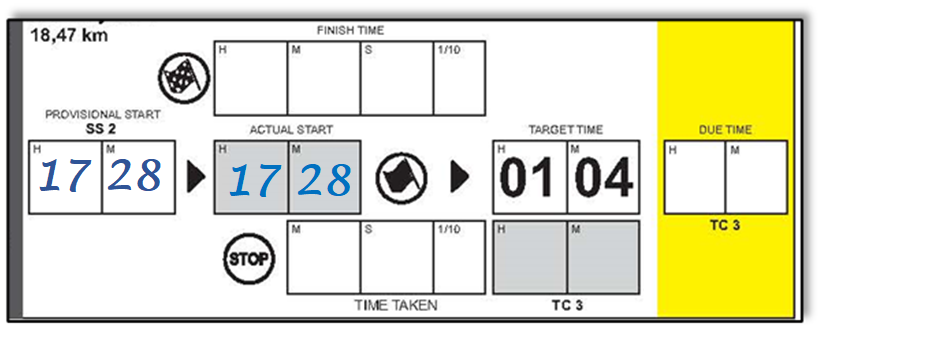 18,47 km
FINISH TIME
H M S 1/10
PROVISIONAL START
SS 2
ACTUAL START
TARGET TIME
DUE TIME
H M
17 28
H M
17 28
H M
01 04
H M
TC 3
STOP
M S 1/10
H M
TIME TAKEN
TC 3